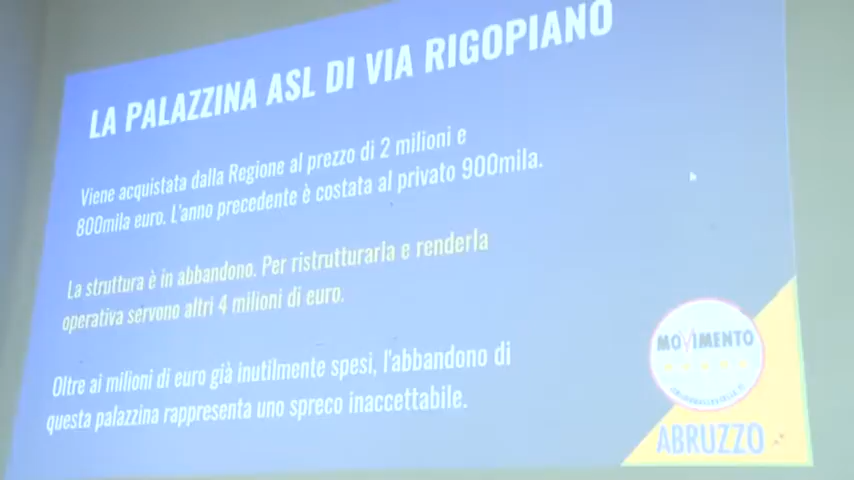 LA PALAZZINA ASL DI VIA RIGOPIANO
Viene acquistata dalla Regione al prezzo di 2 milioni e
800mila euro. L'anno precedente è costata al privato 900mila.
La struttura è in abbandono. Per ristrutturarla e renderla
operativa servono altri 4 milioni di euro.
Oltre ai milioni di euro già inutilmente spesi, l'abbandono di
questa palazzina rappresenta uno spreco inaccettabile.
MOVIMENTO
ABRUZZO